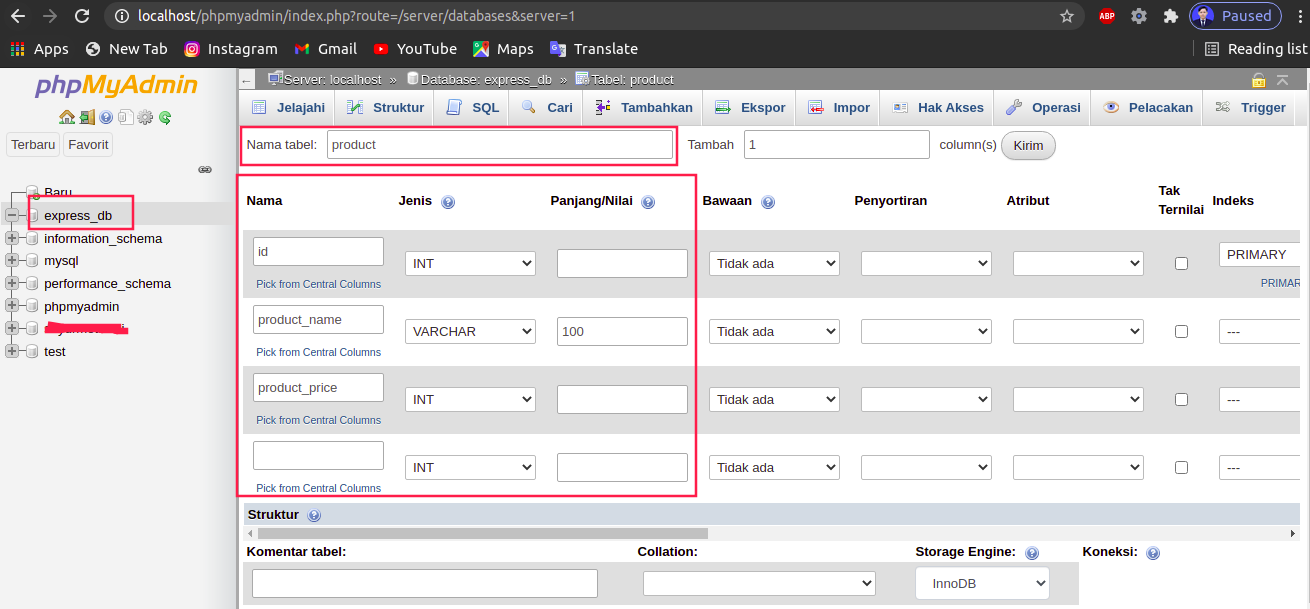 localhost/phpmyadmin/index.php?route=/server/databases&server=1
ABP
Paused
Apps New Tab Instagram Gmail YouTube Maps Translate Reading list
phpMyAdmin
Server: localhost » Database: express_db » Tabel: product
Jelajahi Struktur SQL Cari Tambahkan Ekspor Impor Hak Akses Operasi Pelacakan Trigger
Terbaru Favorit
Nama tabel: product Tambah 1 column(s) Kirim
Baru
express_db
information_schema
mysql
performance_schema
phpmyadmin
test
Nama Jenis Panjang/Nilai Bawaan Penyortiran Atribut Tak Ternilai Indeks
id INT Tidak ada PRIMARY
Pick from Central Columns PRIMAR
product_name VARCHAR 100 Tidak ada ---
Pick from Central Columns
product_price INT Tidak ada ---
Pick from Central Columns
INT Tidak ada ---
Pick from Central Columns
Struktur
Komentar tabel: Collation: Storage Engine: Koneksi:
InnoDB